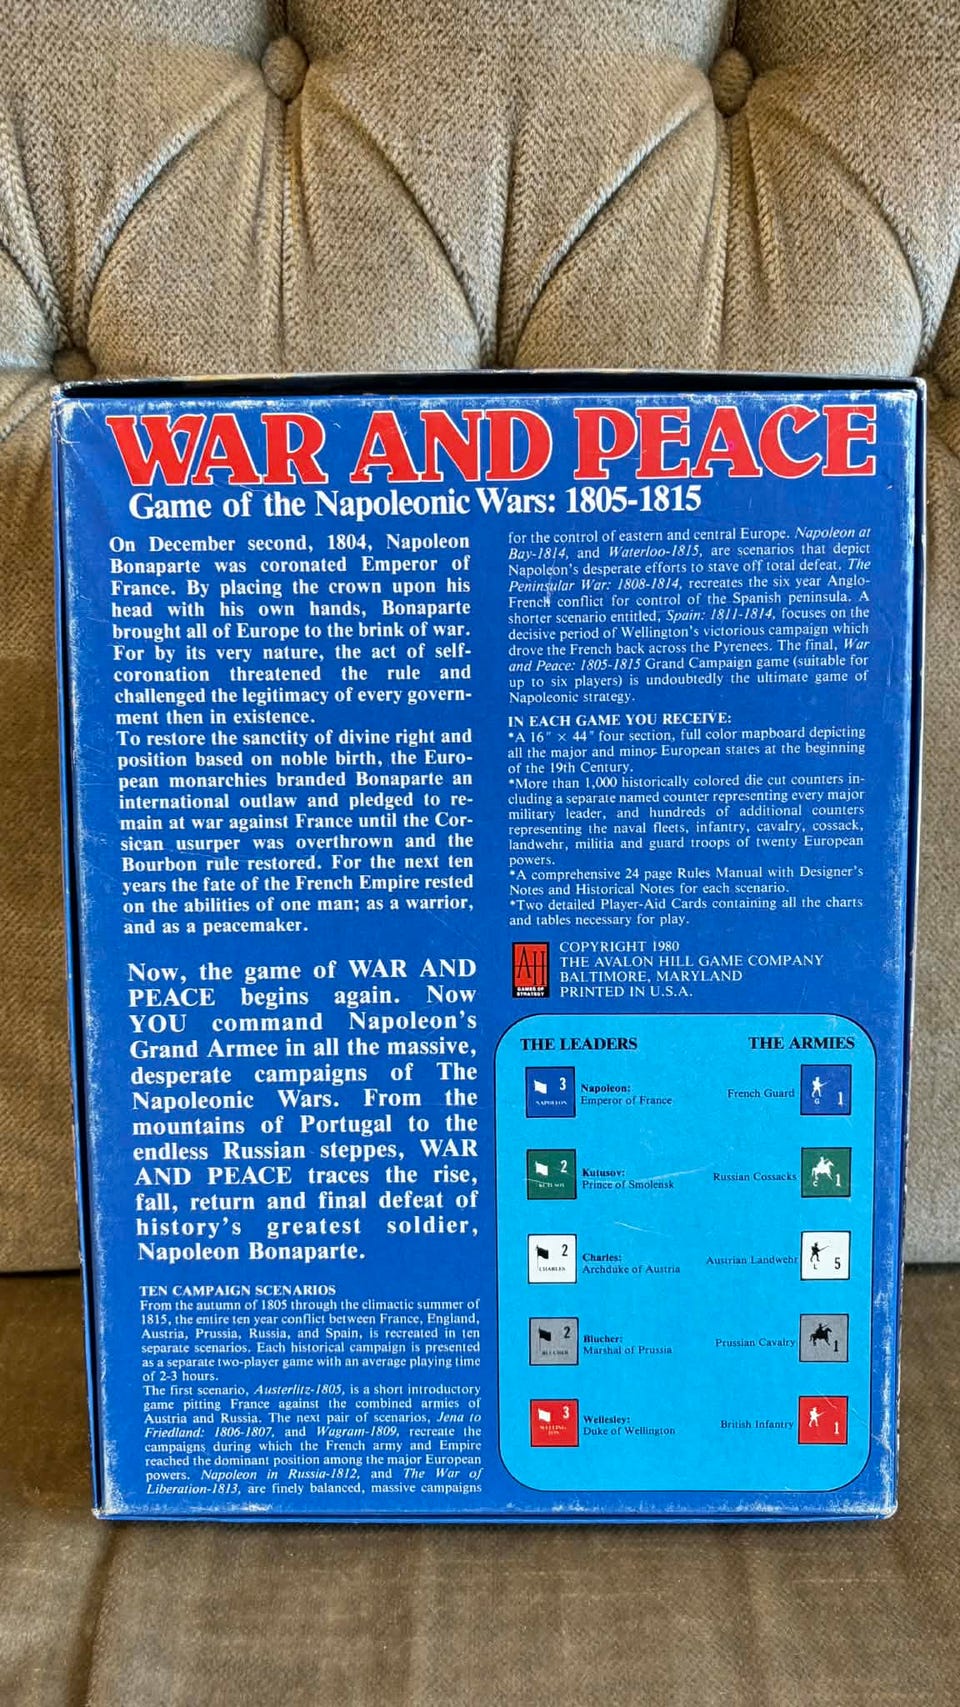 WAR AND PEACE
Game of the Napoleonic Wars: 1805-1815
On December second, 1804, Napoleon
Bonaparte was coronated Emperor of
France. By placing the crown upon his
head with his own hands, Bonaparte
brought all of Europe to the brink of war.
For by its very nature, the act of self-
coronation threatened the rule and
challenged the legitimacy of every govern-
ment then in existence.
To restore the sanctity of divine right and
position based on noble birth, the Euro-
pean monarchies branded Bonaparte an
international outlaw and pledged to re-
main at war against France until the Cor-
sican usurper was overthrown and the
Bourbon rule restored. For the next ten
years the fate of the French Empire rested
on the abilities of one man; as a warrior,
and as a peacemaker.
Now, the game of WAR AND
PEACE begins again. Now
YOU command Napoleon's
Grand Armee in all the massive,
desperate campaigns of The
Napoleonic Wars. From the
mountains of Portugal to the
endless Russian steppes, WAR
AND PEACE traces the rise,
fall, return and final defeat of
history's greatest soldier,
Napoleon Bonaparte.
TEN CAMPAIGN SCENARIOS
From the autumn of 1805 through the climactic summer of
1815, the entire ten year conflict between France, England,
Austria, Prussia, Russia, and Spain, is recreated in ten
separate scenarios. Each historical campaign is presented
as a separate two-player game with an average playing time
of 2-3 hours.
The first scenario, Austerlitz-1805, is a short introductory
game pitting France against the combined armies of
Austria and Russia. The next pair of scenarios, Jena to
Friedland: 1806-1807, and Wagram-1809, recreate the
campaigns during which the French army and Empire
reached the dominant position among the major European
powers. Napoleon in Russia-1812, and The War of
Liberation-1813, are finely balanced, massive campaigns
for the control of eastern and central Europe. Napoleon at
Bay-1814, and Waterloo-1815, are scenarios that depict
Napoleon's desperate efforts to stave off total defeat. The
Peninsular War: 1808-1814, recreates the six year Anglo-
French conflict for control of the Spanish peninsula. A
shorter scenario entitled, Spain: 1811-1814, focuses on the
decisive period of Wellington's victorious campaign which
drove the French back across the Pyrenees. The final, War
and Peace: 1805-1815 Grand Campaign game (suitable for
up to six players) is undoubtedly the ultimate game of
Napoleonic strategy.
IN EACH GAME YOU RECEIVE:
*A 16" × 44" four section, full color mapboard depicting
all the major and minor European states at the beginning
of the 19th Century.
*More than 1,000 historically colored die cut counters in-
cluding a separate named counter representing every major
military leader, and hundreds of additional counters
representing the naval fleets, infantry, cavalry, cossack,
landwehr, militia and guard troops of twenty European
powers.
*A comprehensive 24 page Rules Manual with Designer's
Notes and Historical Notes for each scenario.
*Two detailed Player-Aid Cards containing all the charts
and tables necessary for play.
AH
GAMES OF
STRATEGY
COPYRIGHT 1980
THE AVALON HILL GAME COMPANY
BALTIMORE, MARYLAND
PRINTED IN U.S.A.
THE LEADERS
3
NAPOLEON
Napoleon:
Emperor of France
2
KUTUSOV
Kutusov:
Prince of Smolensk
2
CHARLES
Charles:
Archduke of Austria
2
BLUCHER
Blucher:
Marshal of Prussia
3
WELLING-
TON
Wellesley:
Duke of Wellington
THE ARMIES
French Guard
G 1
Russian Cossacks
C 1
Austrian Landwehr
L 5
Prussian Cavalry
1
British Infantry
1